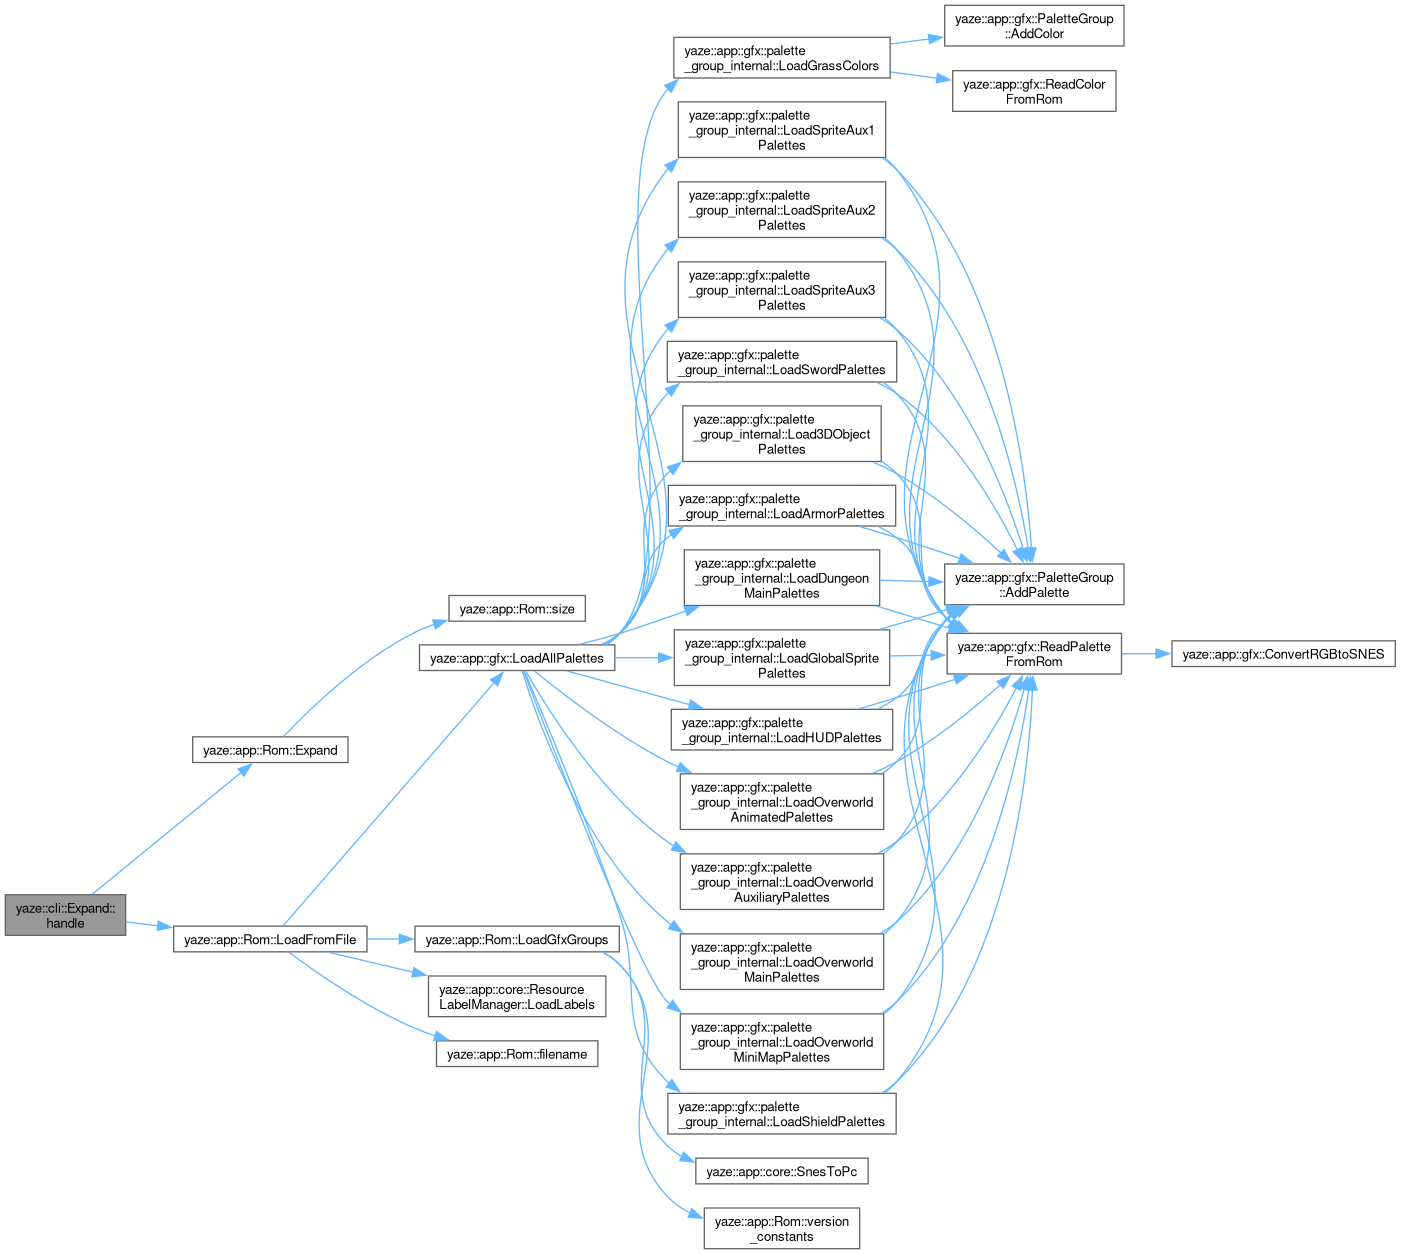 yaze::cli::Expand::
handle
yaze::app::Rom::Expand
yaze::app::Rom::LoadFromFile
yaze::app::Rom::size
yaze::app::gfx::LoadAllPalettes
yaze::app::Rom::LoadGfxGroups
yaze::app::core::Resource
LabelManager::LoadLabels
yaze::app::Rom::filename
yaze::app::gfx::palette
_group_internal::LoadGrassColors
yaze::app::gfx::palette
_group_internal::LoadSpriteAux1
Palettes
yaze::app::gfx::palette
_group_internal::LoadSpriteAux2
Palettes
yaze::app::gfx::palette
_group_internal::LoadSpriteAux3
Palettes
yaze::app::gfx::palette
_group_internal::LoadSwordPalettes
yaze::app::gfx::palette
_group_internal::Load3DObject
Palettes
yaze::app::gfx::palette
_group_internal::LoadArmorPalettes
yaze::app::gfx::palette
_group_internal::LoadDungeon
MainPalettes
yaze::app::gfx::palette
_group_internal::LoadGlobalSprite
Palettes
yaze::app::gfx::palette
_group_internal::LoadHUDPalettes
yaze::app::gfx::palette
_group_internal::LoadOverworld
AnimatedPalettes
yaze::app::gfx::palette
_group_internal::LoadOverworld
AuxiliaryPalettes
yaze::app::gfx::palette
_group_internal::LoadOverworld
MainPalettes
yaze::app::gfx::palette
_group_internal::LoadOverworld
MiniMapPalettes
yaze::app::gfx::palette
_group_internal::LoadShieldPalettes
yaze::app::core::SnesToPc
yaze::app::Rom::version
_constants
yaze::app::gfx::PaletteGroup
::AddColor
yaze::app::gfx::ReadColor
FromRom
yaze::app::gfx::PaletteGroup
::AddPalette
yaze::app::gfx::ReadPalette
FromRom
yaze::app::gfx::ConvertRGBtoSNES